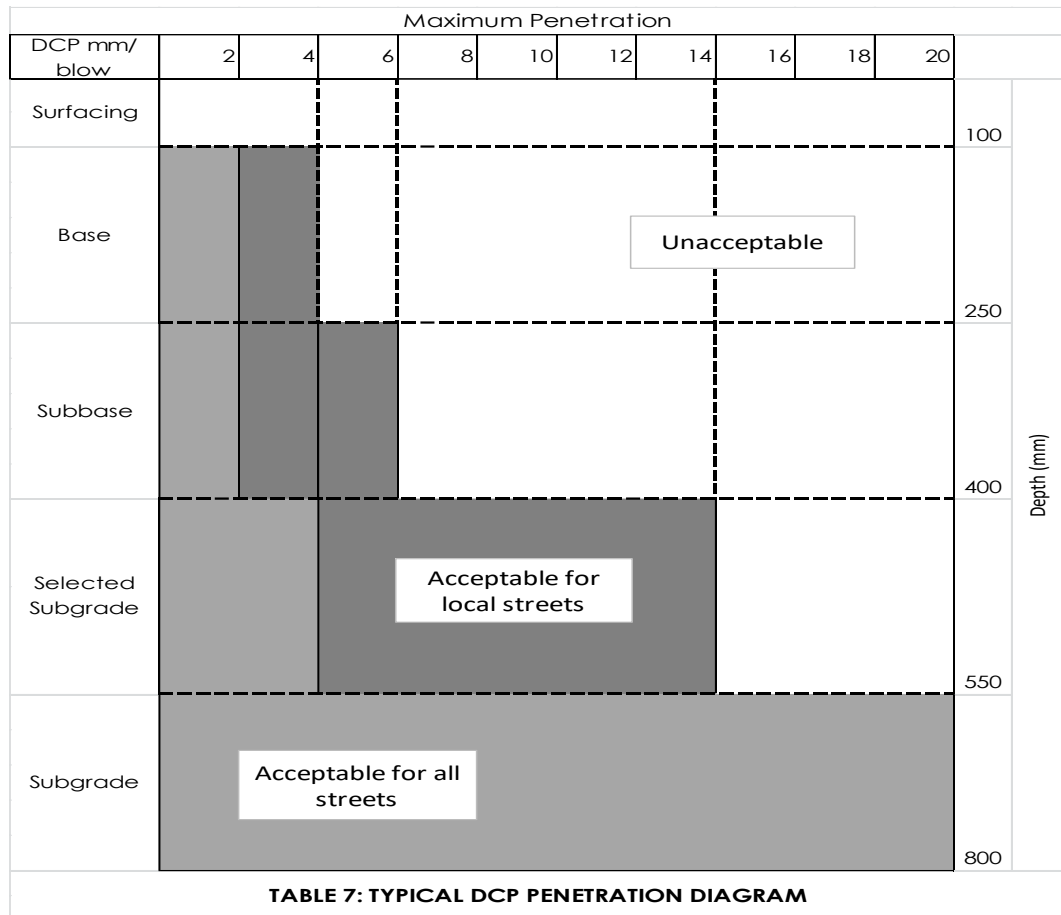 Maximum Penetration
DCP mm/
blow
2 4 6 8 10 12 14 16 18 20
Surfacing
100
Base
Unacceptable
250
Subbase
400
Depth (mm)
Selected
Subgrade
Acceptable for
local streets
550
Subgrade
Acceptable for all
streets
800
TABLE 7: TYPICAL DCP PENETRATION DIAGRAM